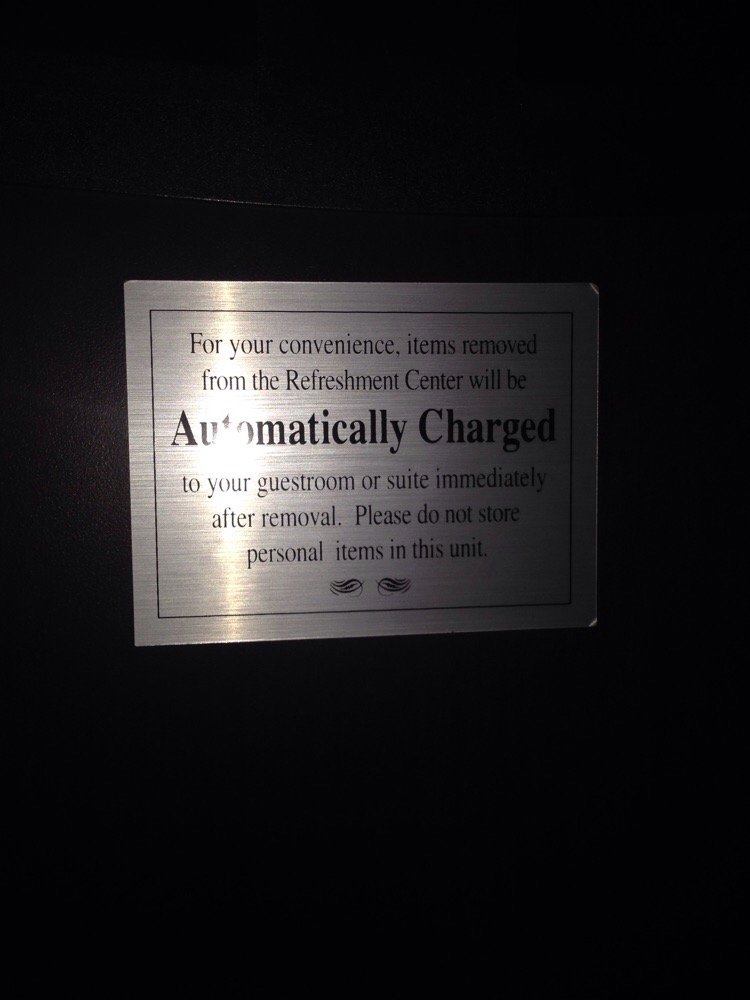 For your convenience, items removed
from the Refreshment Center will be
Automatically Charged
to your guestroom or suite immediately
after removal. Please do not store
personal items in this unit.